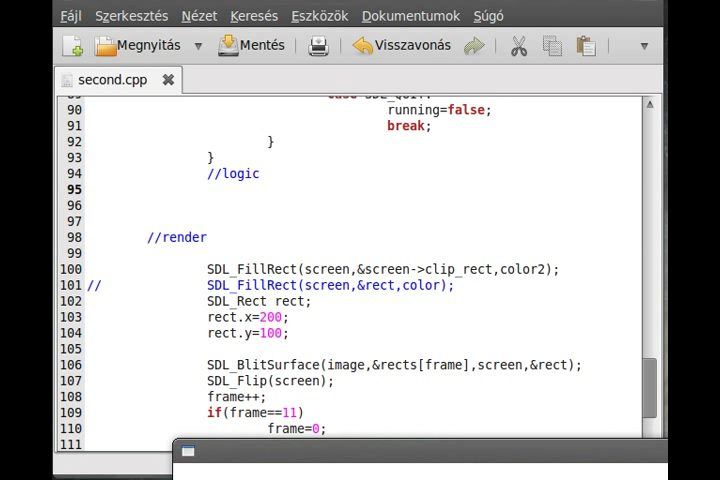 Fájl Szerkesztés Nézet Keresés Eszközök Dokumentumok Súgó
Megnyitás Mentés Visszavonás
second.cpp
90 running=false;
91 break;
92 }
93 }
94 //logic
95
96
97
98 //render
99
100 SDL_FillRect(screen,&screen->clip_rect,color2);
101 // SDL_FillRect(screen,&rect,color);
102 SDL_Rect rect;
103 rect.x=200;
104 rect.y=100;
105
106 SDL_BlitSurface(image,&rects[frame],screen,&rect);
107 SDL_Flip(screen);
108 frame++;
109 if(frame==11)
110 frame=0;
111